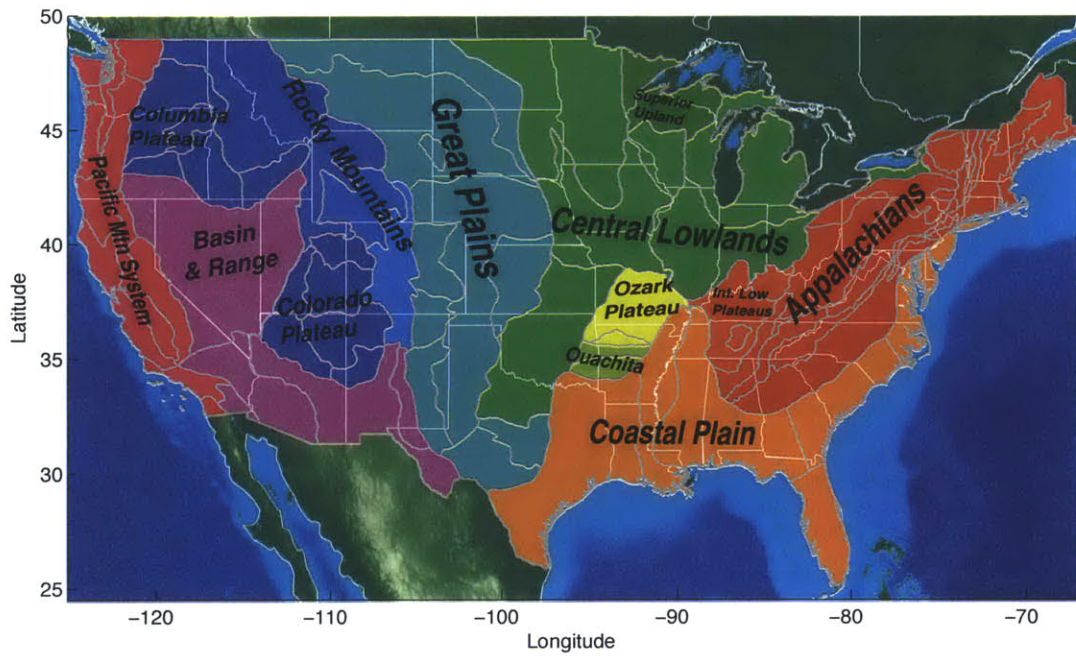 50
45
40
35
30
25
Latitude
Columbia
Plateau
Rocky Mountains
Great Plains
Superior
Upland
Pacific Mtn System
Basin
& Range
Central Lowlands
Appalachians
Colorado
Plateau
Ozark
Plateau
Int. Low
Plateaus
Ouachita
Coastal Plain
−120
−110
−100
−90
−80
−70
Longitude